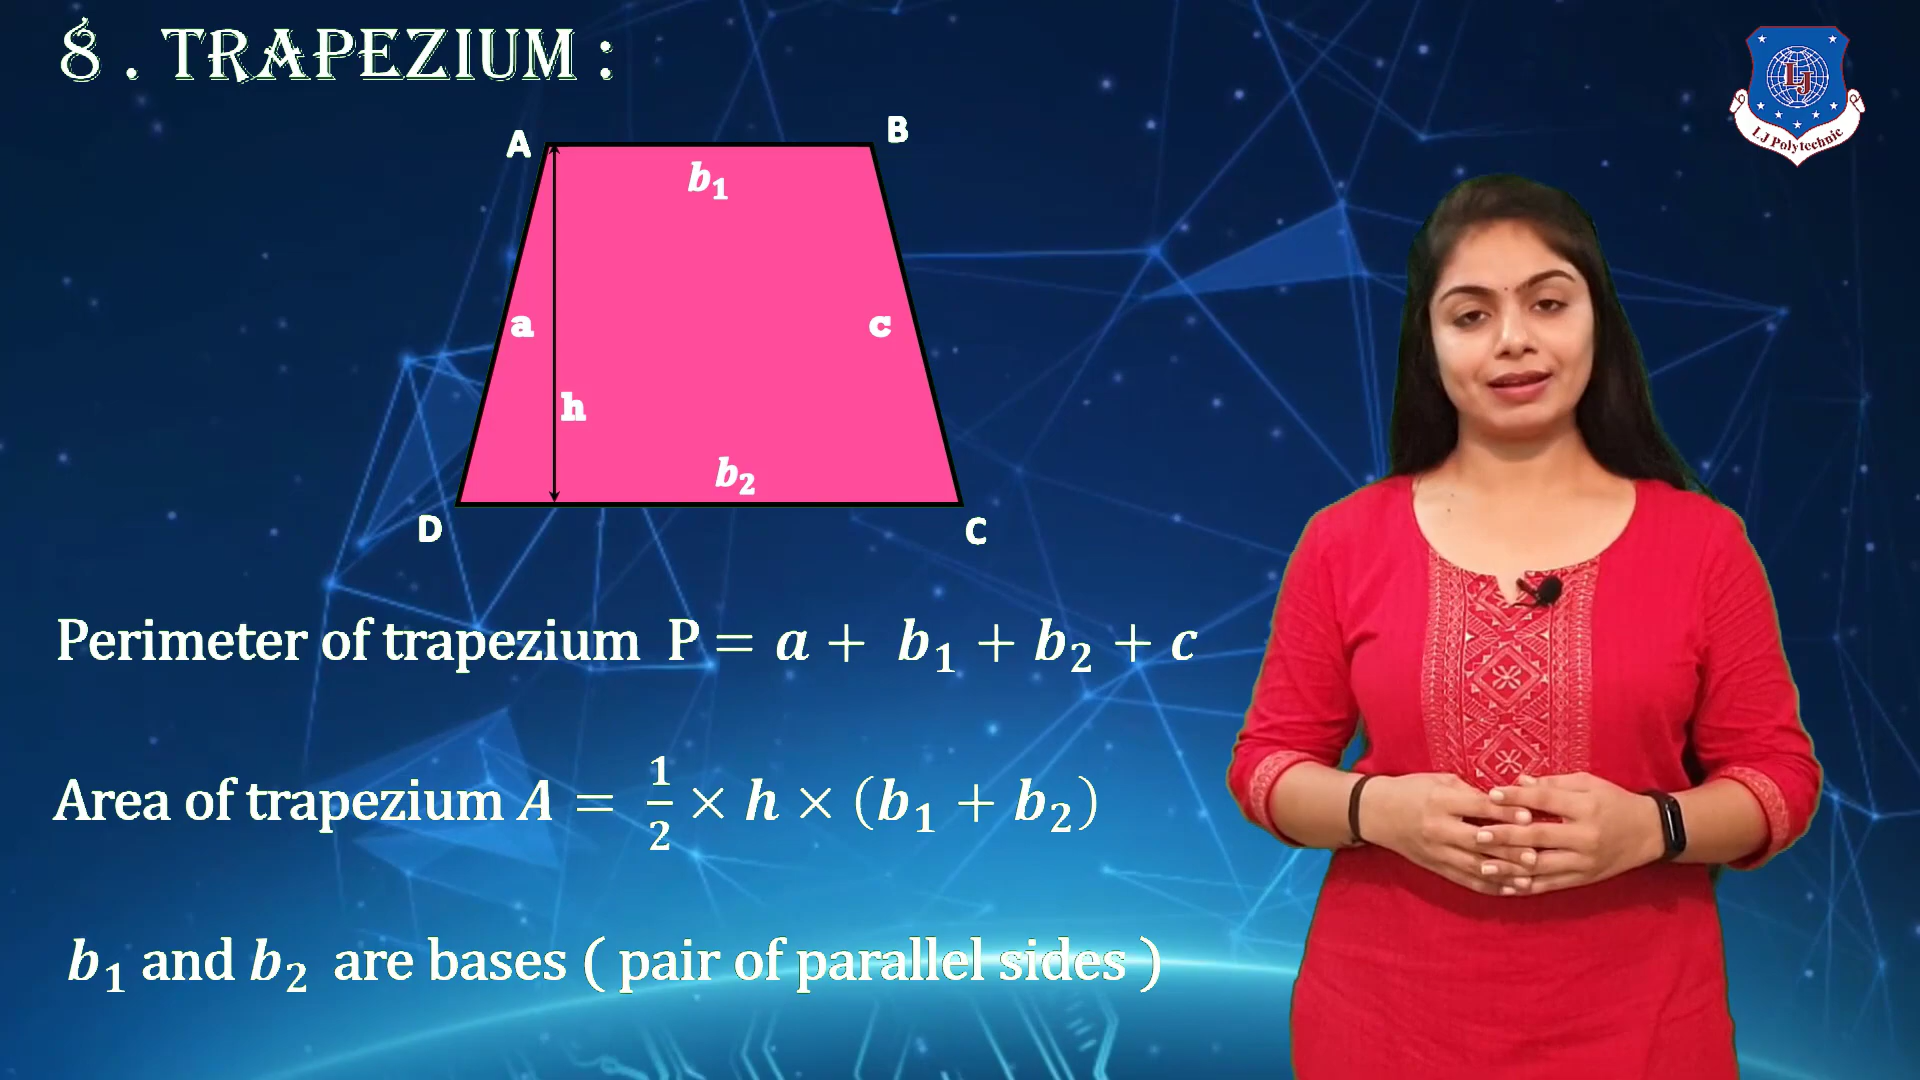 8 . TRAPEZIUM :
LJ
LJ Polytechnic
A
B
b₁
a
c
h
b₂
D
C
Perimeter of trapezium P = a + b₁ + b₂ + c
Area of trapezium A = 1/2 × h × (b₁ + b₂)
b₁ and b₂ are bases ( pair of parallel sides )